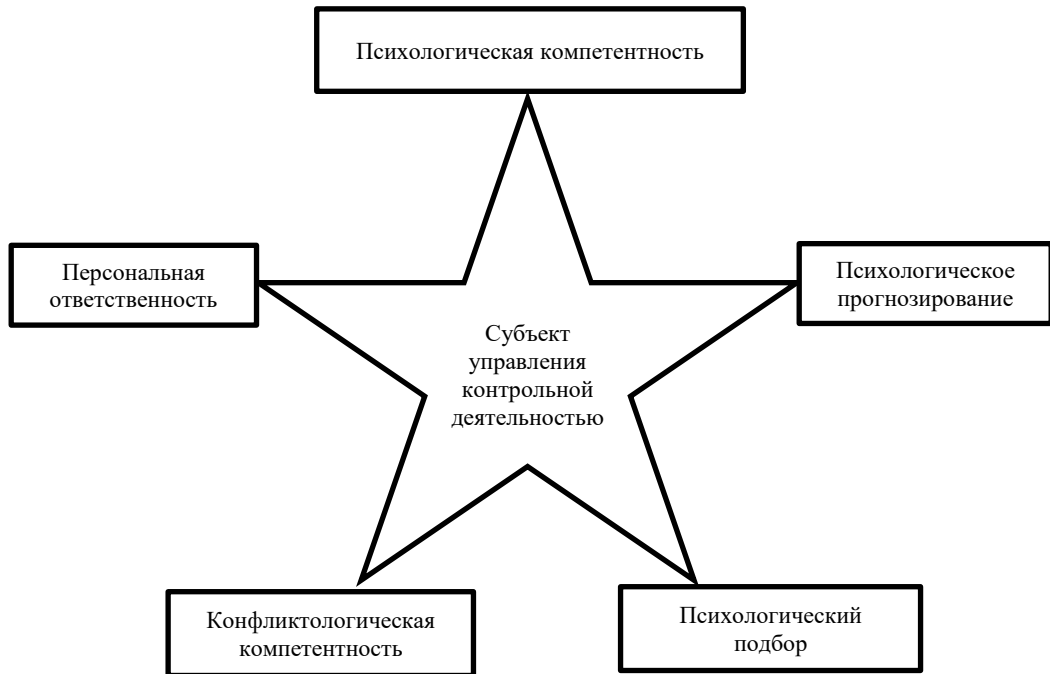 Психологическая компетентность
Персональная
ответственность
Психологическое
прогнозирование
Субъект
управления
контрольной
деятельностью
Конфликтологическая
компетентность
Психологический
подбор